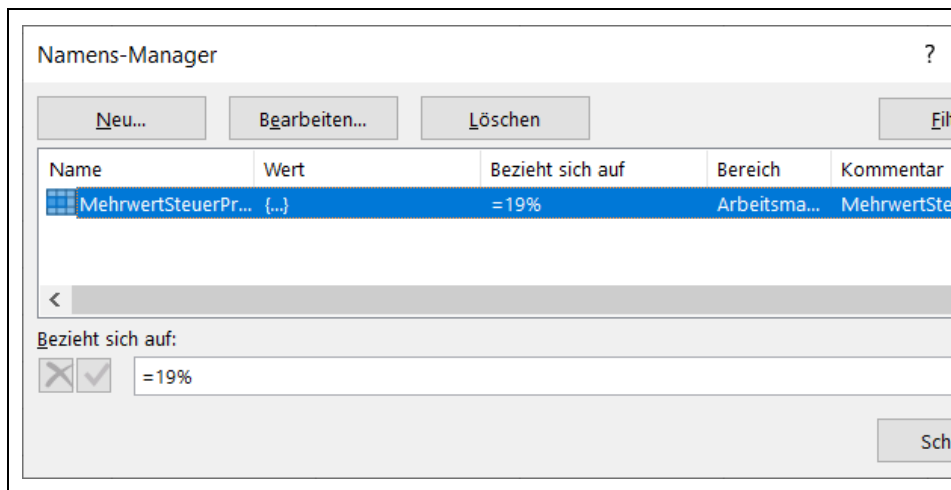 Namens-Manager ?
Neu... Bearbeiten... Löschen Fil
Name Wert Bezieht sich auf Bereich Kommentar
MehrwertSteuerPr... {...} =19% Arbeitsma... MehrwertSte
Bezieht sich auf:
=19%
Sch